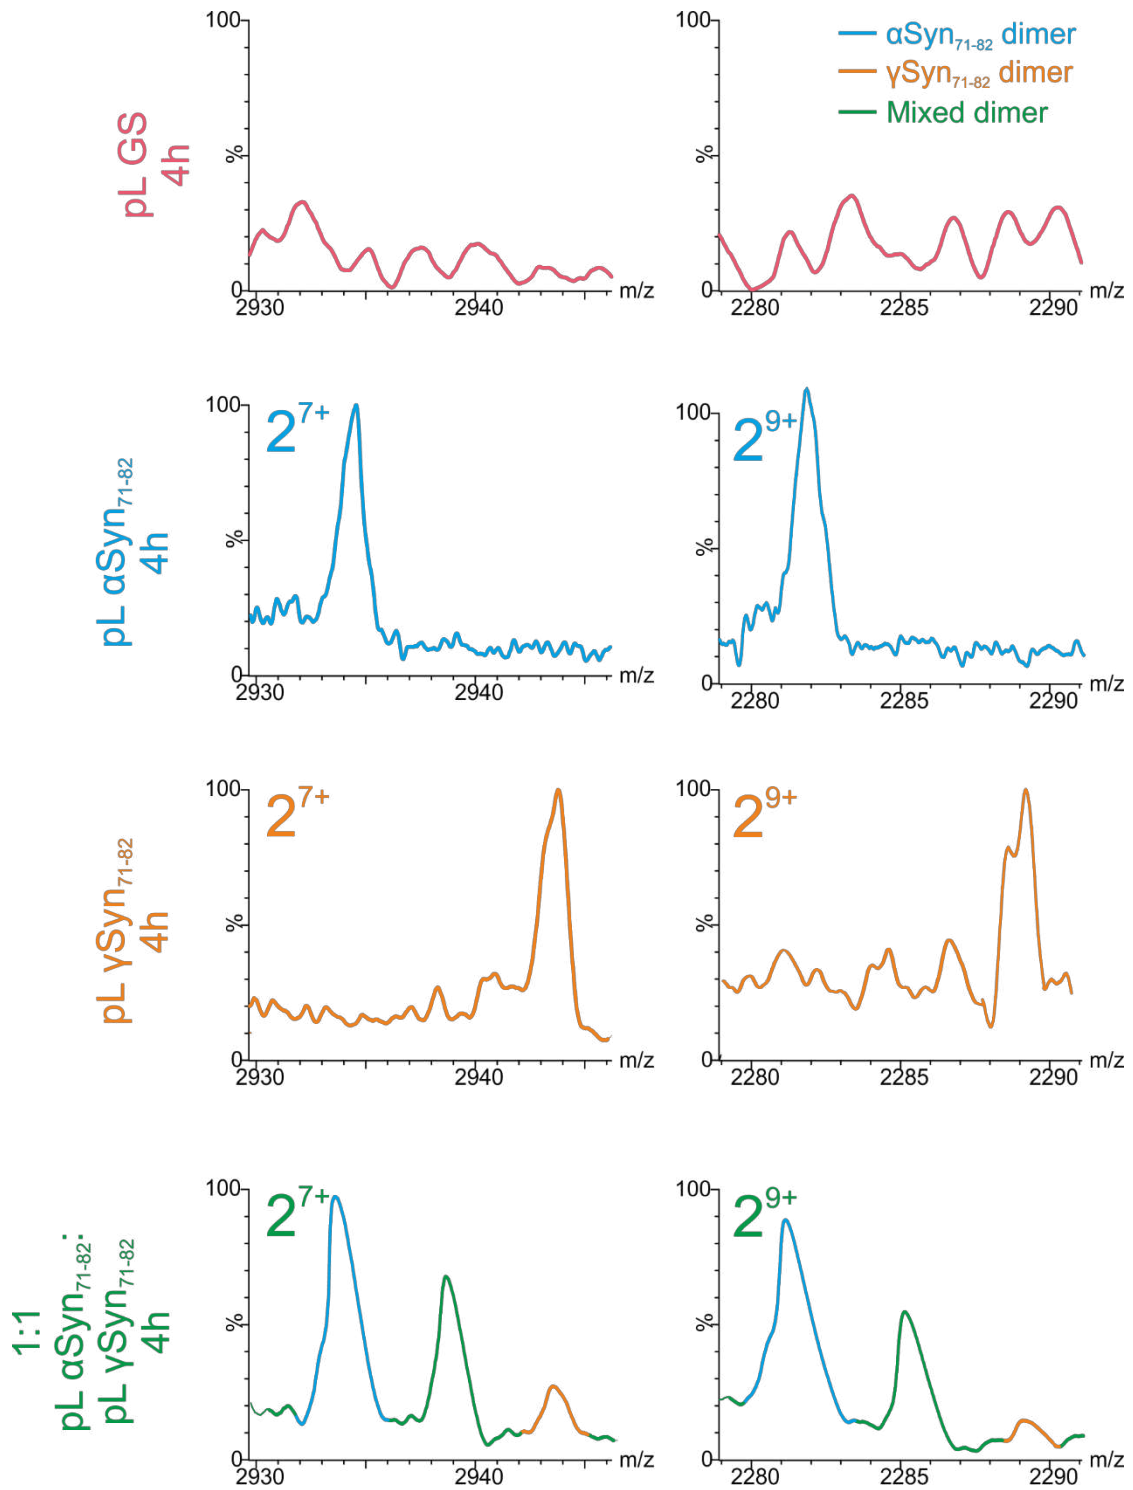 αSyn71-82 dimer
γSyn71-82 dimer
Mixed dimer
pL GS
4h
100
%
0
2930
2940
m/z
100
%
0
2280
2285
2290
m/z
pL αSyn71-82
4h
2 7+
100
%
0
2930
2940
m/z
2 9+
100
%
0
2280
2285
2290
m/z
pL γSyn71-82
4h
2 7+
100
%
0
2930
2940
m/z
2 9+
100
%
0
2280
2285
2290
m/z
1:1
pL αSyn71-82:
pL γSyn71-82
4h
2 7+
100
%
0
2930
2940
m/z
2 9+
100
%
0
2280
2285
2290
m/z